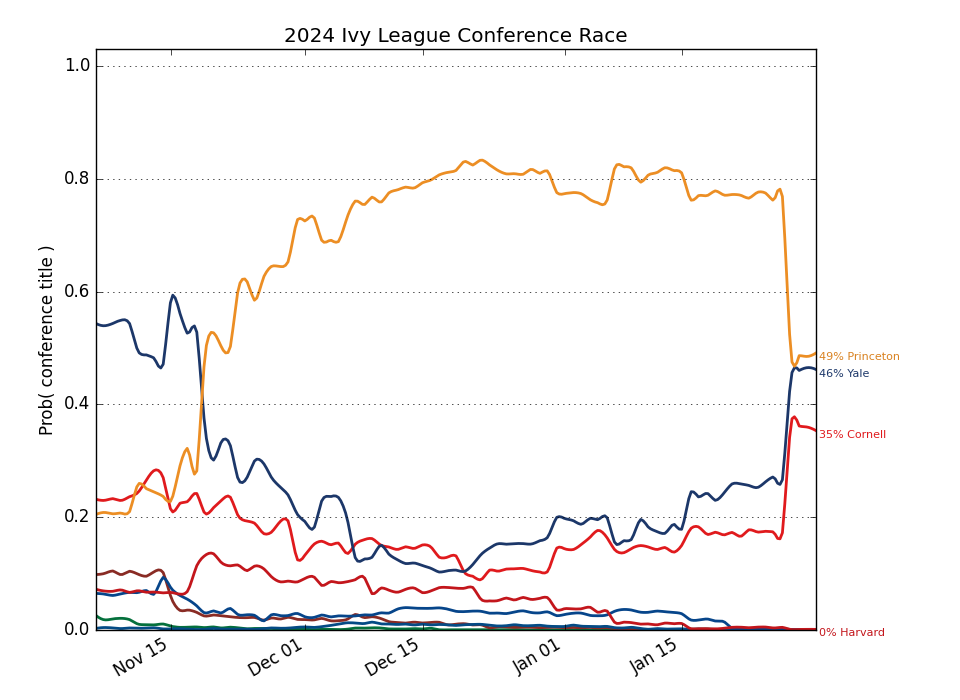 2024 Ivy League Conference Race
Prob( conference title )
1.0
0.8
0.6
0.4
0.2
0.0
49% Princeton
46% Yale
35% Cornell
0% Harvard
Nov 15
Dec 01
Dec 15
Jan 01
Jan 15